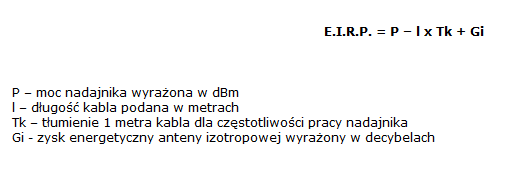 E.I.R.P. = P – l x Tk + Gi
P – moc nadajnika wyrażona w dBm
l – długość kabla podana w metrach
Tk – tłumienie 1 metra kabla dla częstotliwości pracy nadajnika
Gi - zysk energetyczny anteny izotropowej wyrażony w decybelach